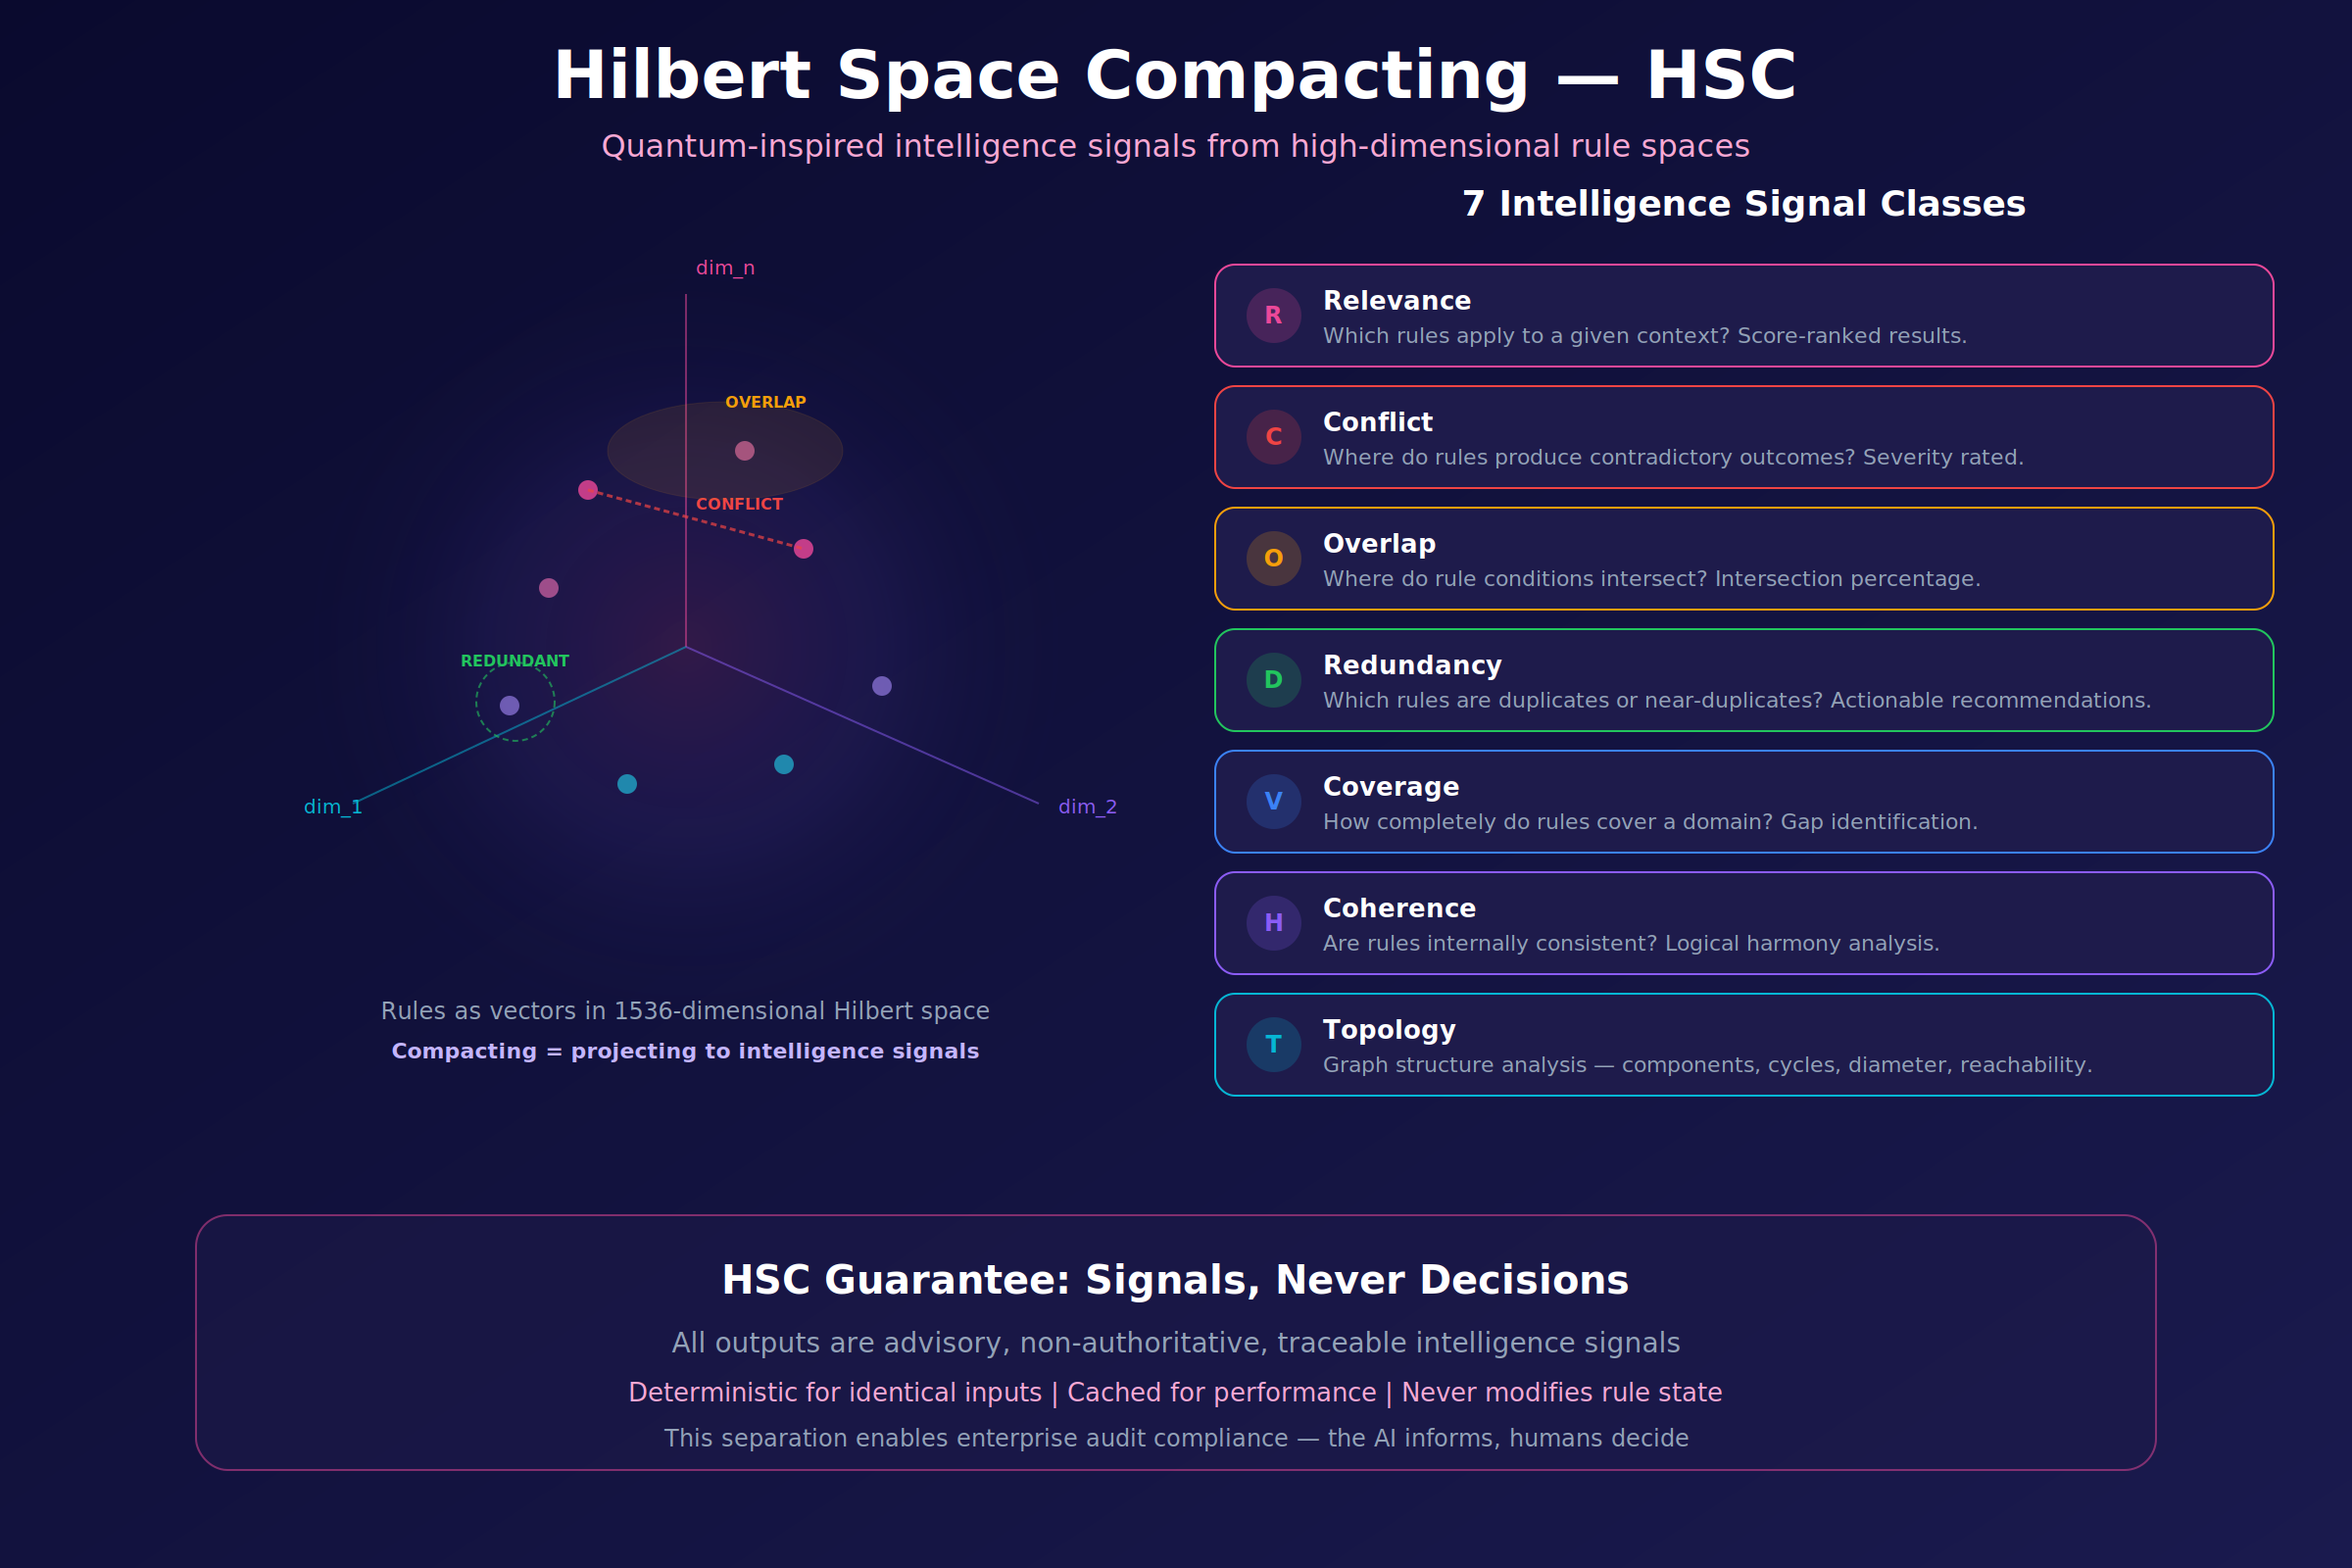 Hilbert Space Compacting — HSC
Quantum-inspired intelligence signals from high-dimensional rule spaces
dim_n
OVERLAP
CONFLICT
REDUNDANT
dim_1
dim_2
Rules as vectors in 1536-dimensional Hilbert space
Compacting = projecting to intelligence signals
7 Intelligence Signal Classes
R
Relevance
Which rules apply to a given context? Score-ranked results.
C
Conflict
Where do rules produce contradictory outcomes? Severity rated.
O
Overlap
Where do rule conditions intersect? Intersection percentage.
D
Redundancy
Which rules are duplicates or near-duplicates? Actionable recommendations.
V
Coverage
How completely do rules cover a domain? Gap identification.
H
Coherence
Are rules internally consistent? Logical harmony analysis.
T
Topology
Graph structure analysis — components, cycles, diameter, reachability.
HSC Guarantee: Signals, Never Decisions
All outputs are advisory, non-authoritative, traceable intelligence signals
Deterministic for identical inputs | Cached for performance | Never modifies rule state
This separation enables enterprise audit compliance — the AI informs, humans decide